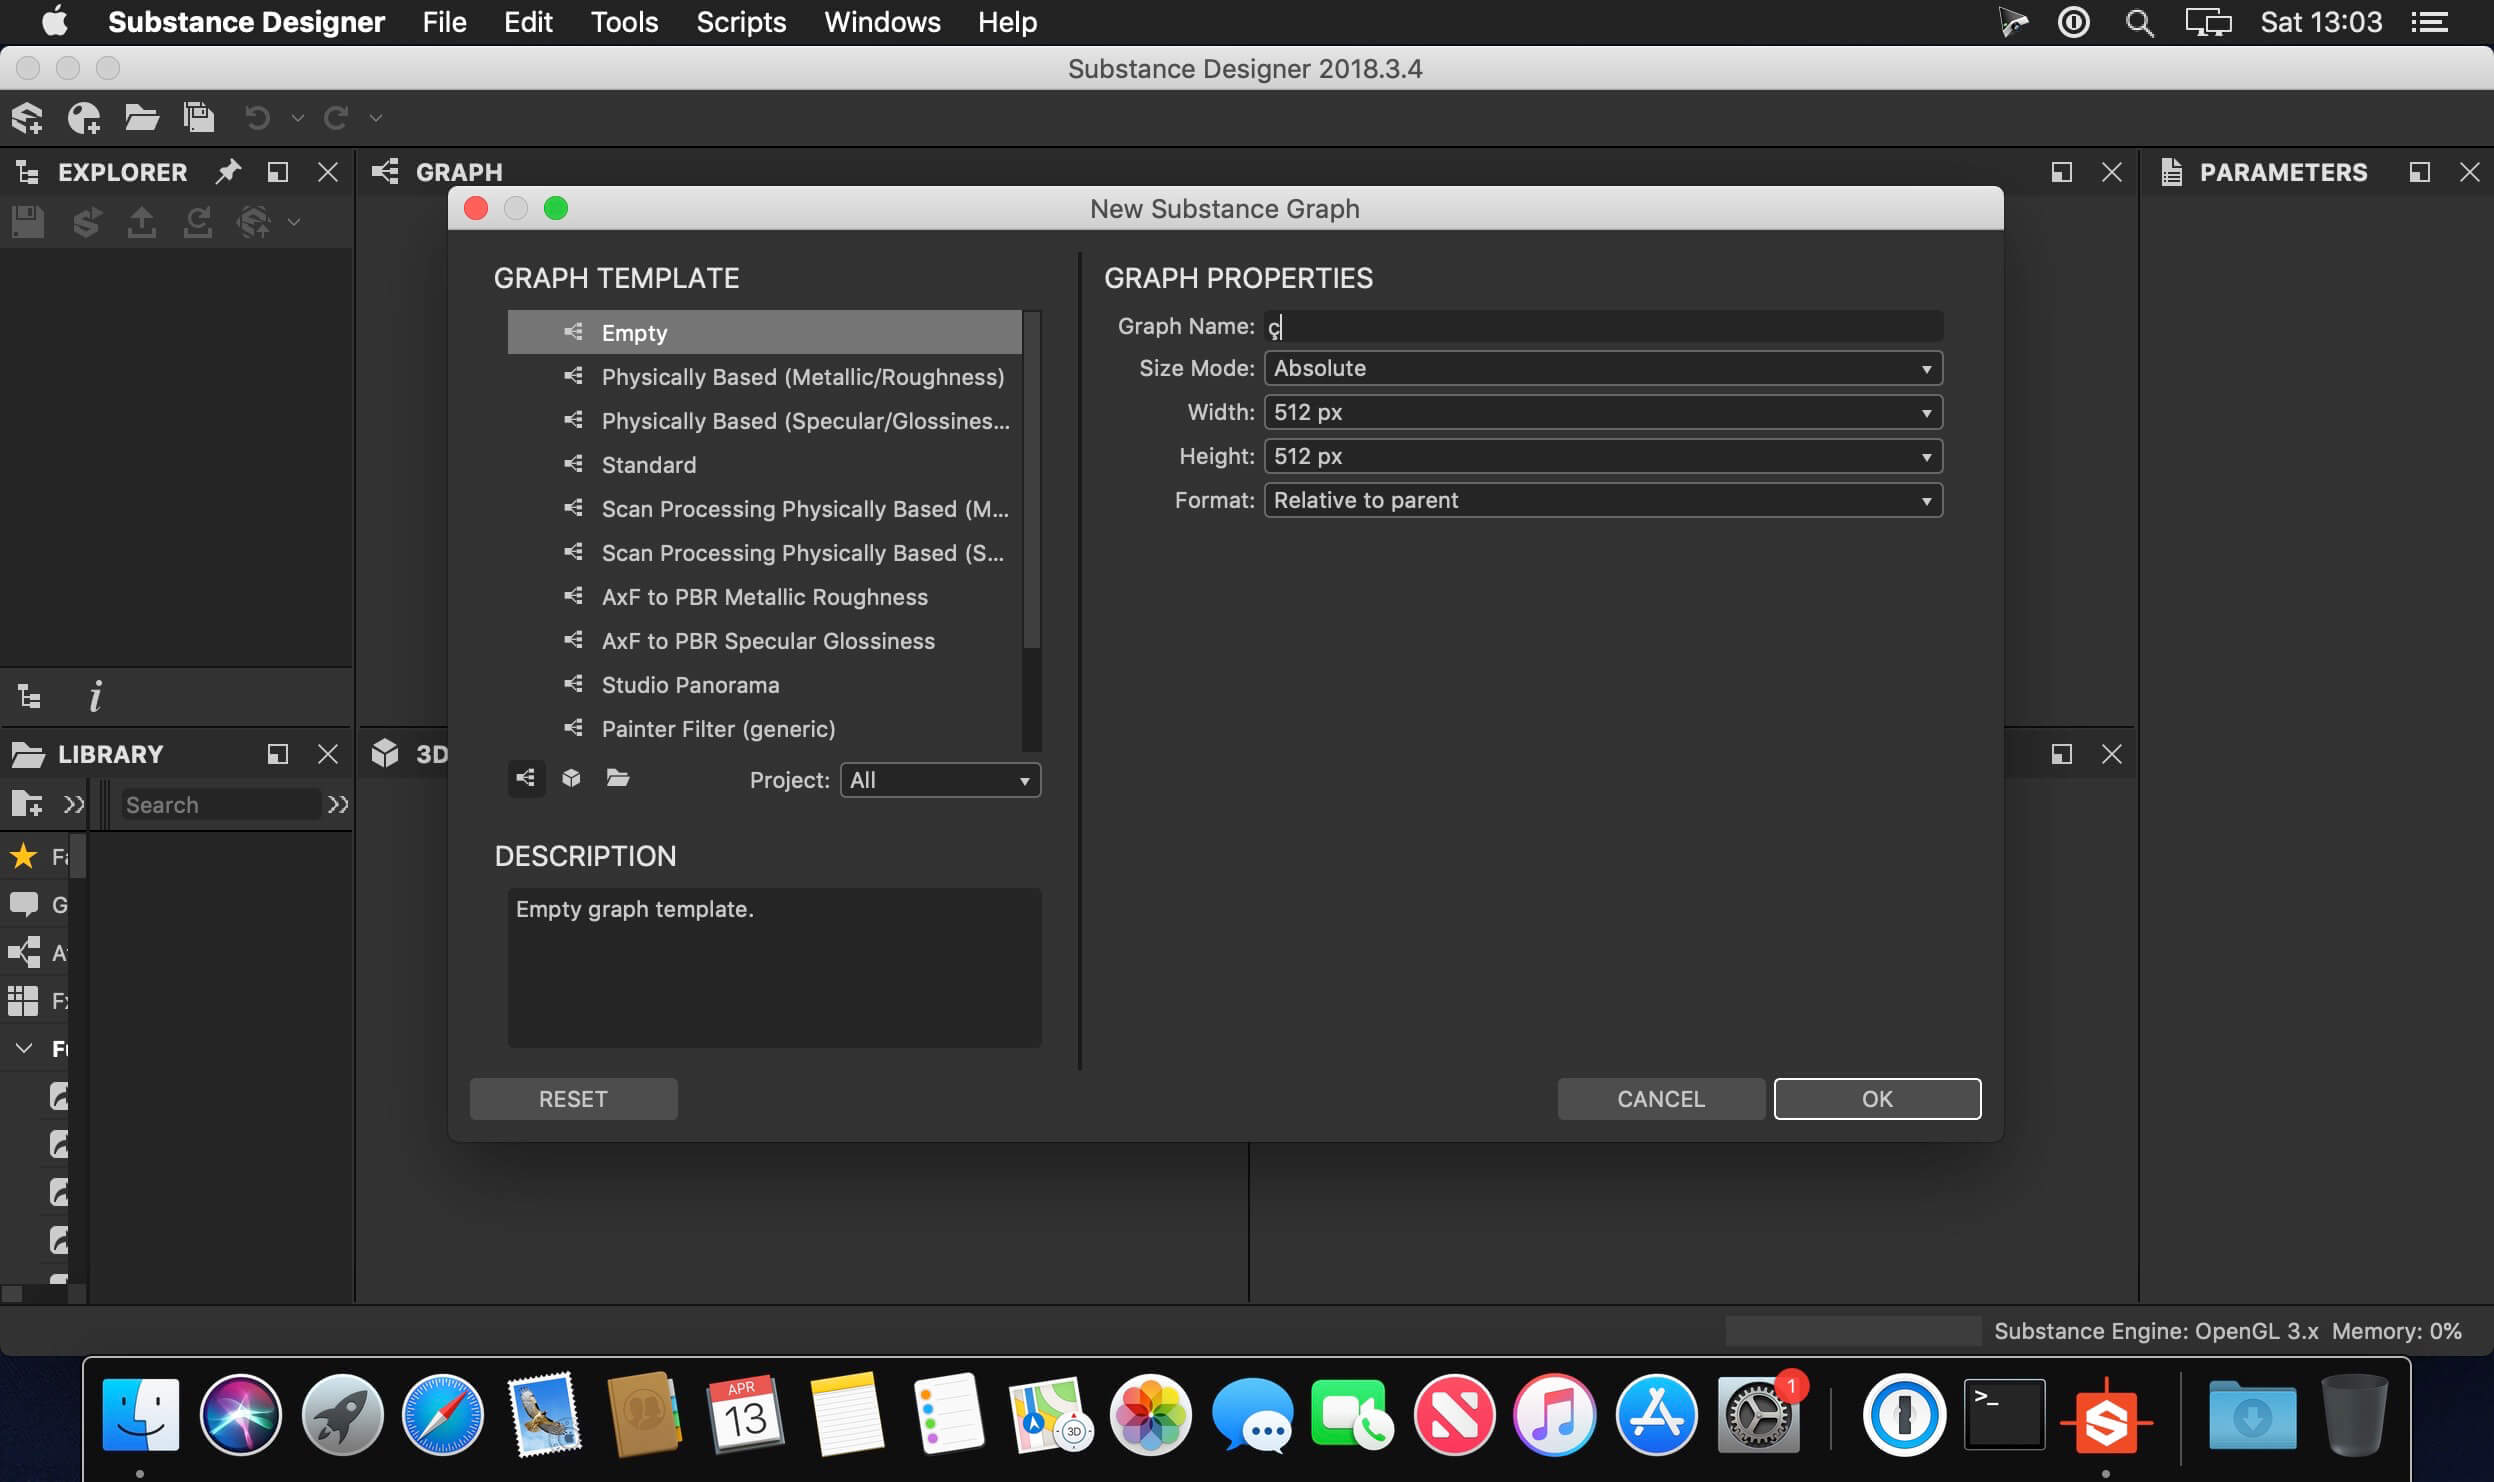 Substance Designer File Edit Tools Scripts Windows Help Sat 13:03
Substance Designer 2018.3.4
EXPLORER GRAPH PARAMETERS
New Substance Graph
GRAPH TEMPLATE
Empty
Physically Based (Metallic/Roughness)
Physically Based (Specular/Glossines...
Standard
Scan Processing Physically Based (M...
Scan Processing Physically Based (S...
AxF to PBR Metallic Roughness
AxF to PBR Specular Glossiness
Studio Panorama
Painter Filter (generic)
Project: All
DESCRIPTION
Empty graph template.
RESET
GRAPH PROPERTIES
Graph Name: ç
Size Mode: Absolute
Width: 512 px
Height: 512 px
Format: Relative to parent
CANCEL OK
i
LIBRARY 3D
Search
Fa
G
A
Fx
Fu
Substance Engine: OpenGL 3.x Memory: 0%
APR
13
3D
1
>_